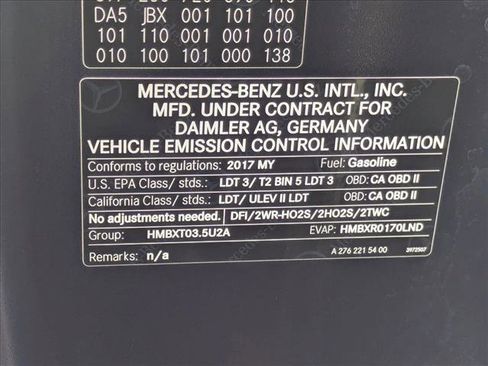 DA5 JBX 001 101 100
101 110 001 001 010
010 100 101 000 138
MERCEDES-BENZ U.S. INTL., INC.
MFD. UNDER CONTRACT FOR
DAIMLER AG, GERMANY
VEHICLE EMISSION CONTROL INFORMATION
Conforms to regulations: 2017 MY Fuel: Gasoline
U.S. EPA Class/ stds.: LDT 3/ T2 BIN 5 LDT 3 OBD: CA OBD II
California Class/ stds.: LDT/ ULEV II LDT OBD: CA OBD II
No adjustments needed. DFI/2WR-HO2S/2HO2S/2TWC
Group: HMBXT03.5U2A EVAP: HMBXR0170LND
A 276 221 54 00 3972507
Remarks: n/a